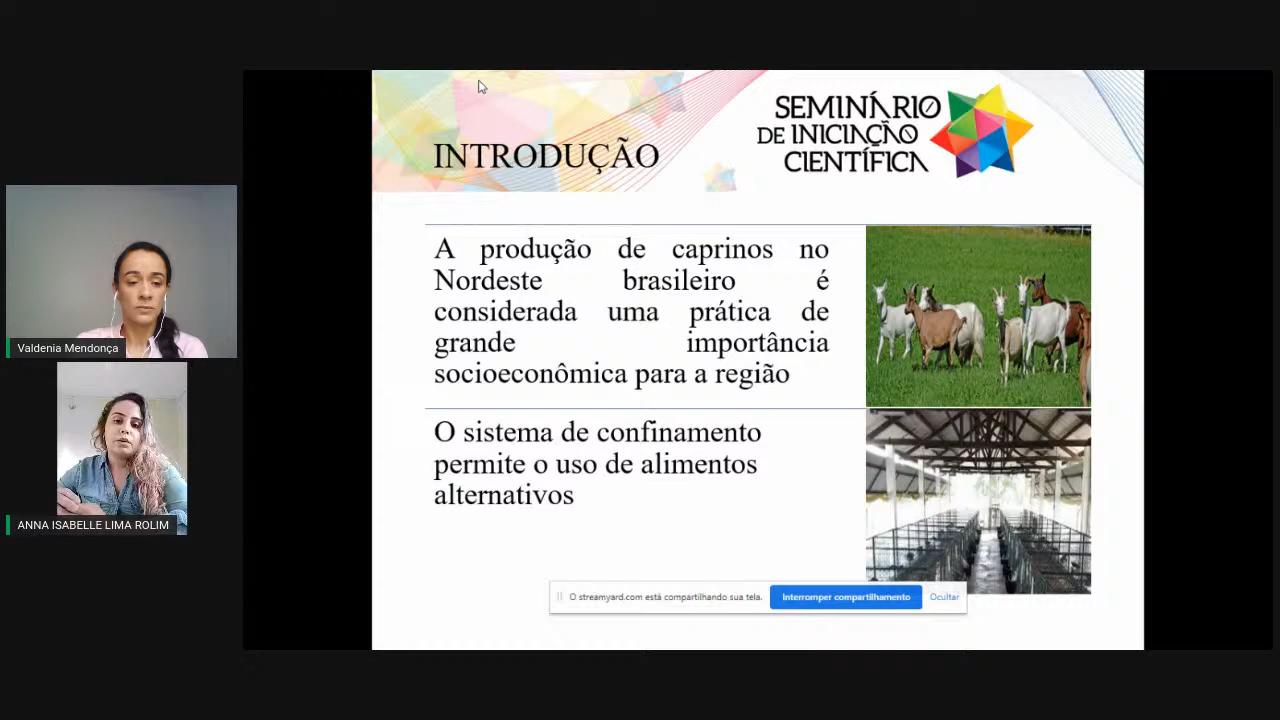 SEMINÁRIO
DE INICIAÇÃO
CIENTÍFICA
INTRODUÇÃO
A produção de caprinos no
Nordeste brasileiro é
considerada uma prática de
grande importância
socioeconômica para a região
O sistema de confinamento
permite o uso de alimentos
alternativos
Valdenia Mendonça
ANNA ISABELLE LIMA ROLIM
O streamyard.com está compartilhando sua tela.
Interromper compartilhamento
Ocultar